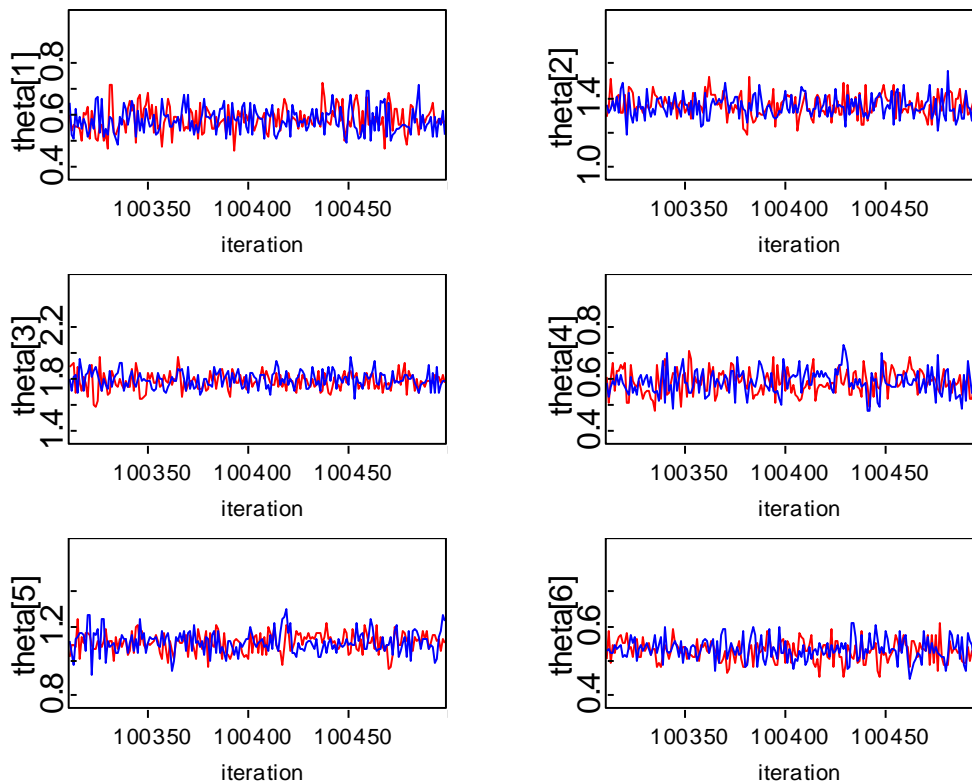 theta[1]
0.4 0.6 0.8
100350 100400 100450
iteration
theta[2]
1.0 1.4
100350 100400 100450
iteration
theta[3]
1.4 1.8 2.2
100350 100400 100450
iteration
theta[4]
0.4 0.6 0.8
100350 100400 100450
iteration
theta[5]
0.8 1.2
100350 100400 100450
iteration
theta[6]
0.4 0.6
100350 100400 100450
iteration